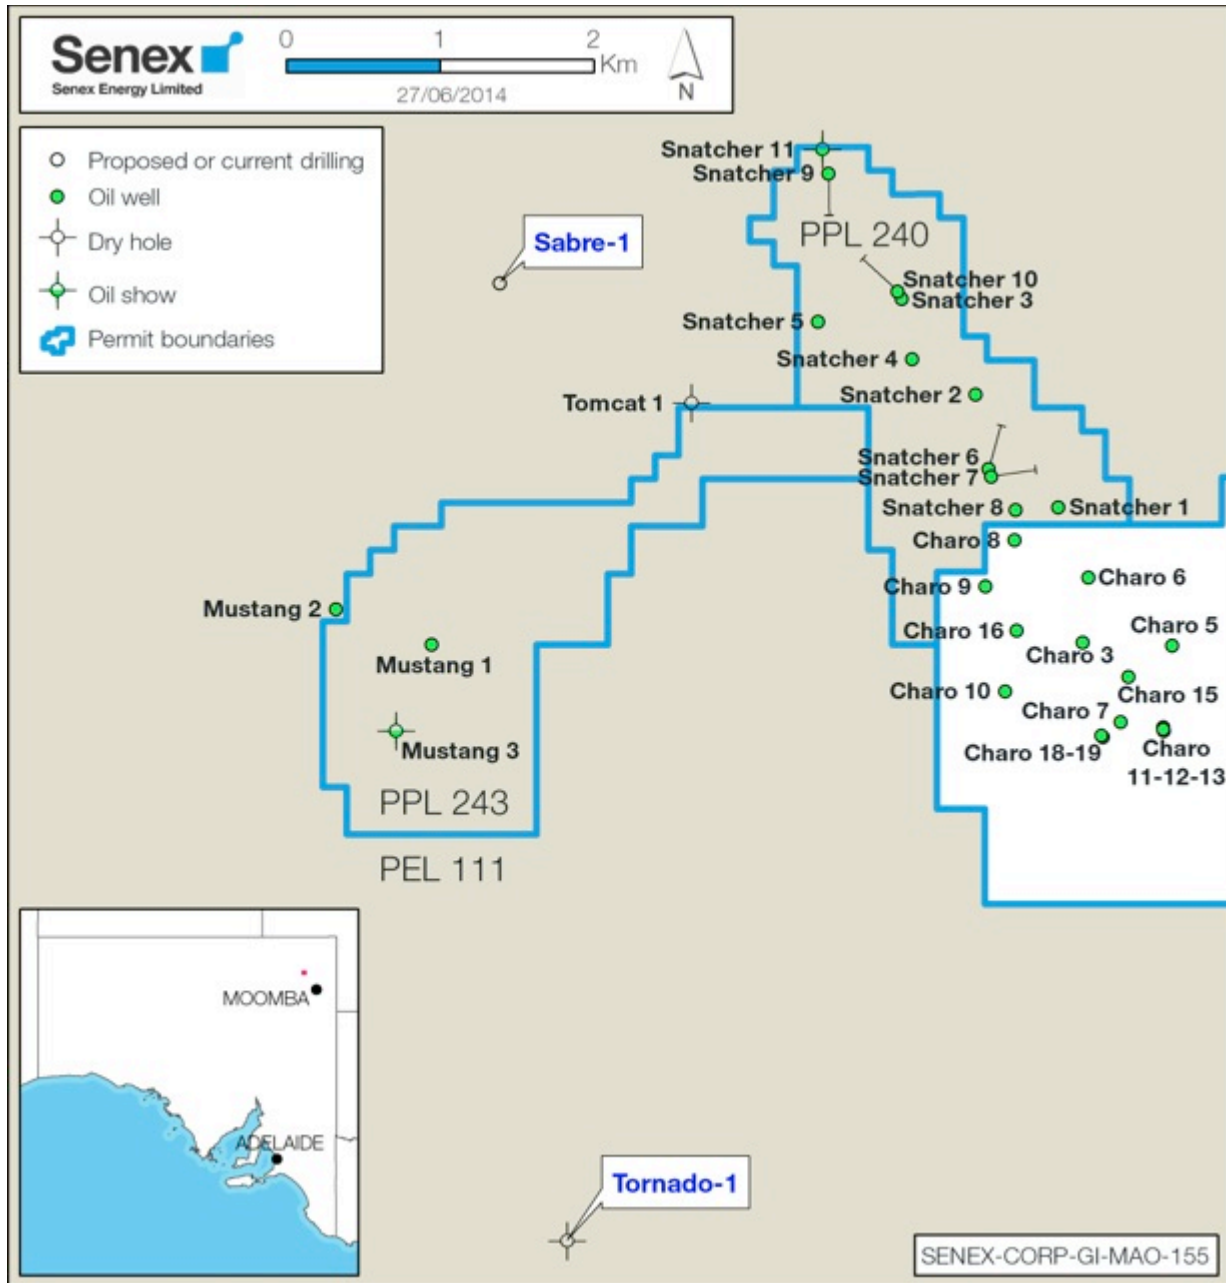 Senex
Senex Energy Limited
0 1 2
Km
27/06/2014
N
Proposed or current drilling
Oil well
Dry hole
Oil show
Permit boundaries
Snatcher 11
Snatcher 9
PPL 240
Sabre-1
Snatcher 10
Snatcher 3
Snatcher 5
Snatcher 4
Snatcher 2
Tomcat 1
Snatcher 6
Snatcher 7
Snatcher 8
Snatcher 1
Charo 8
Charo 9
Charo 6
Mustang 2
Charo 16
Charo 5
Charo 3
Mustang 1
Charo 10
Charo 15
Charo 7
Mustang 3
Charo 18-19
Charo
11-12-13
PPL 243
PEL 111
MOOMBA
ADELAIDE
Tornado-1
SENEX-CORP-GI-MAO-155